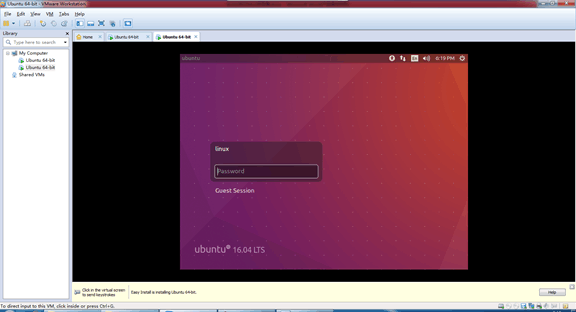 Ubuntu 64-bit - VMware Workstation
File Edit View VM Tabs Help
Library
Type here to search
My Computer
Ubuntu 64-bit
Ubuntu 64-bit
Shared VMs
Home
Ubuntu 64-bit
Ubuntu 64-bit
ubuntu
6:19 PM
linux
Password
Guest Session
ubuntu® 16.04 LTS
Click in the virtual screen
to send keystrokes
Easy Install is installing Ubuntu 64-bit.
Help
To direct input to this VM, click inside or press Ctrl+G.